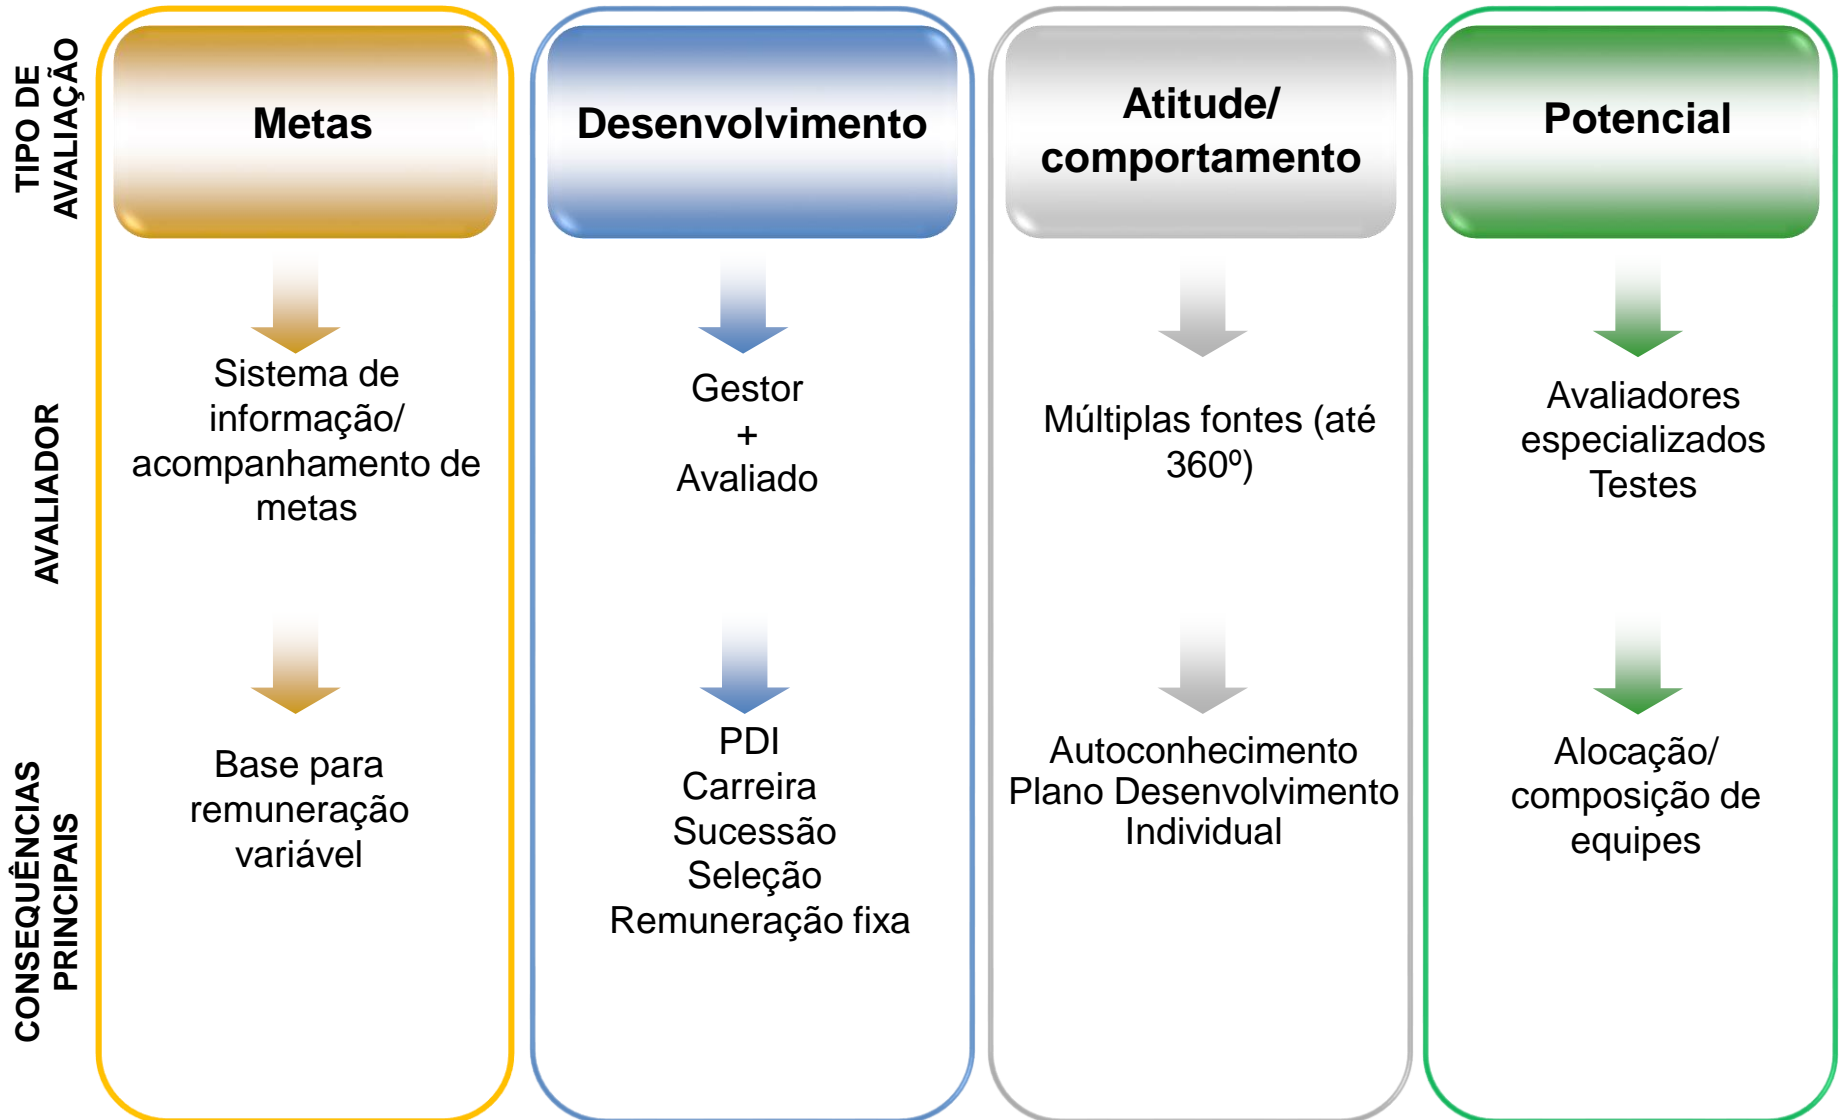 TIPO DE
AVALIAÇÃO
Metas
Desenvolvimento
Atitude/
comportamento
Potencial
AVALIADOR
Sistema de
informação/
acompanhamento de
metas
Gestor
+
Avaliado
Múltiplas fontes (até
360º)
Avaliadores
especializados
Testes
CONSEQUÊNCIAS
PRINCIPAIS
Base para
remuneração
variável
PDI
Carreira
Sucessão
Seleção
Remuneração fixa
Autoconhecimento
Plano Desenvolvimento
Individual
Alocação/
composição de
equipes